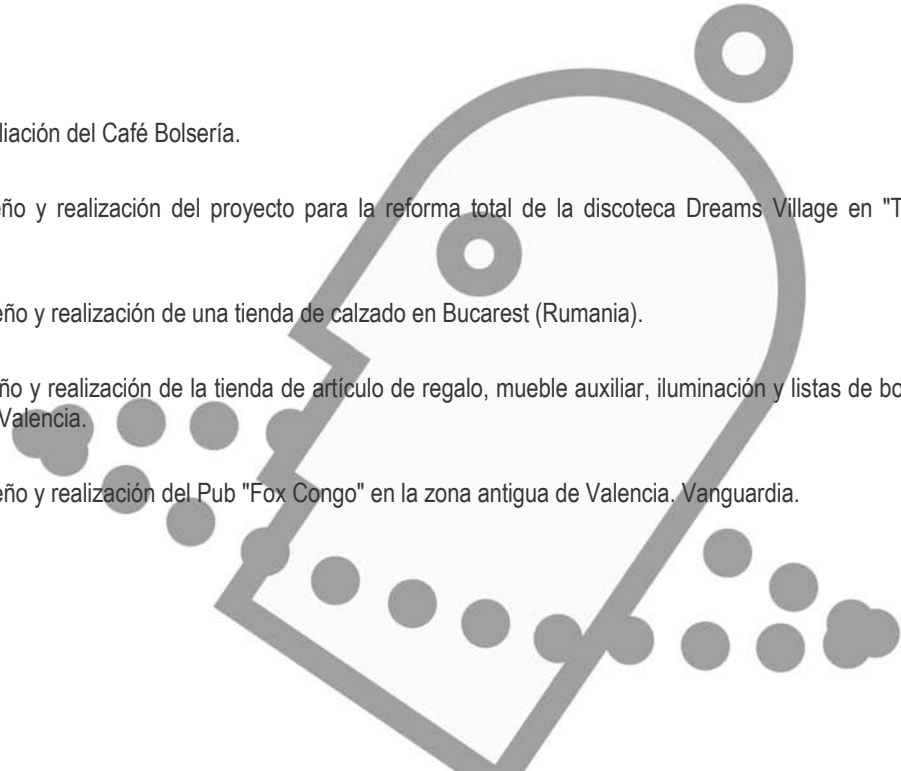 liación del Café Bolsería.
eño y realización del proyecto para la reforma total de la discoteca Dreams Village en "T
eño y realización de una tienda de calzado en Bucarest (Rumania).
ño y realización de la tienda de artículo de regalo, mueble auxiliar, iluminación y listas de bo
Valencia.
eño y realización del Pub "Fox Congo" en la zona antigua de Valencia. Vanguardia.